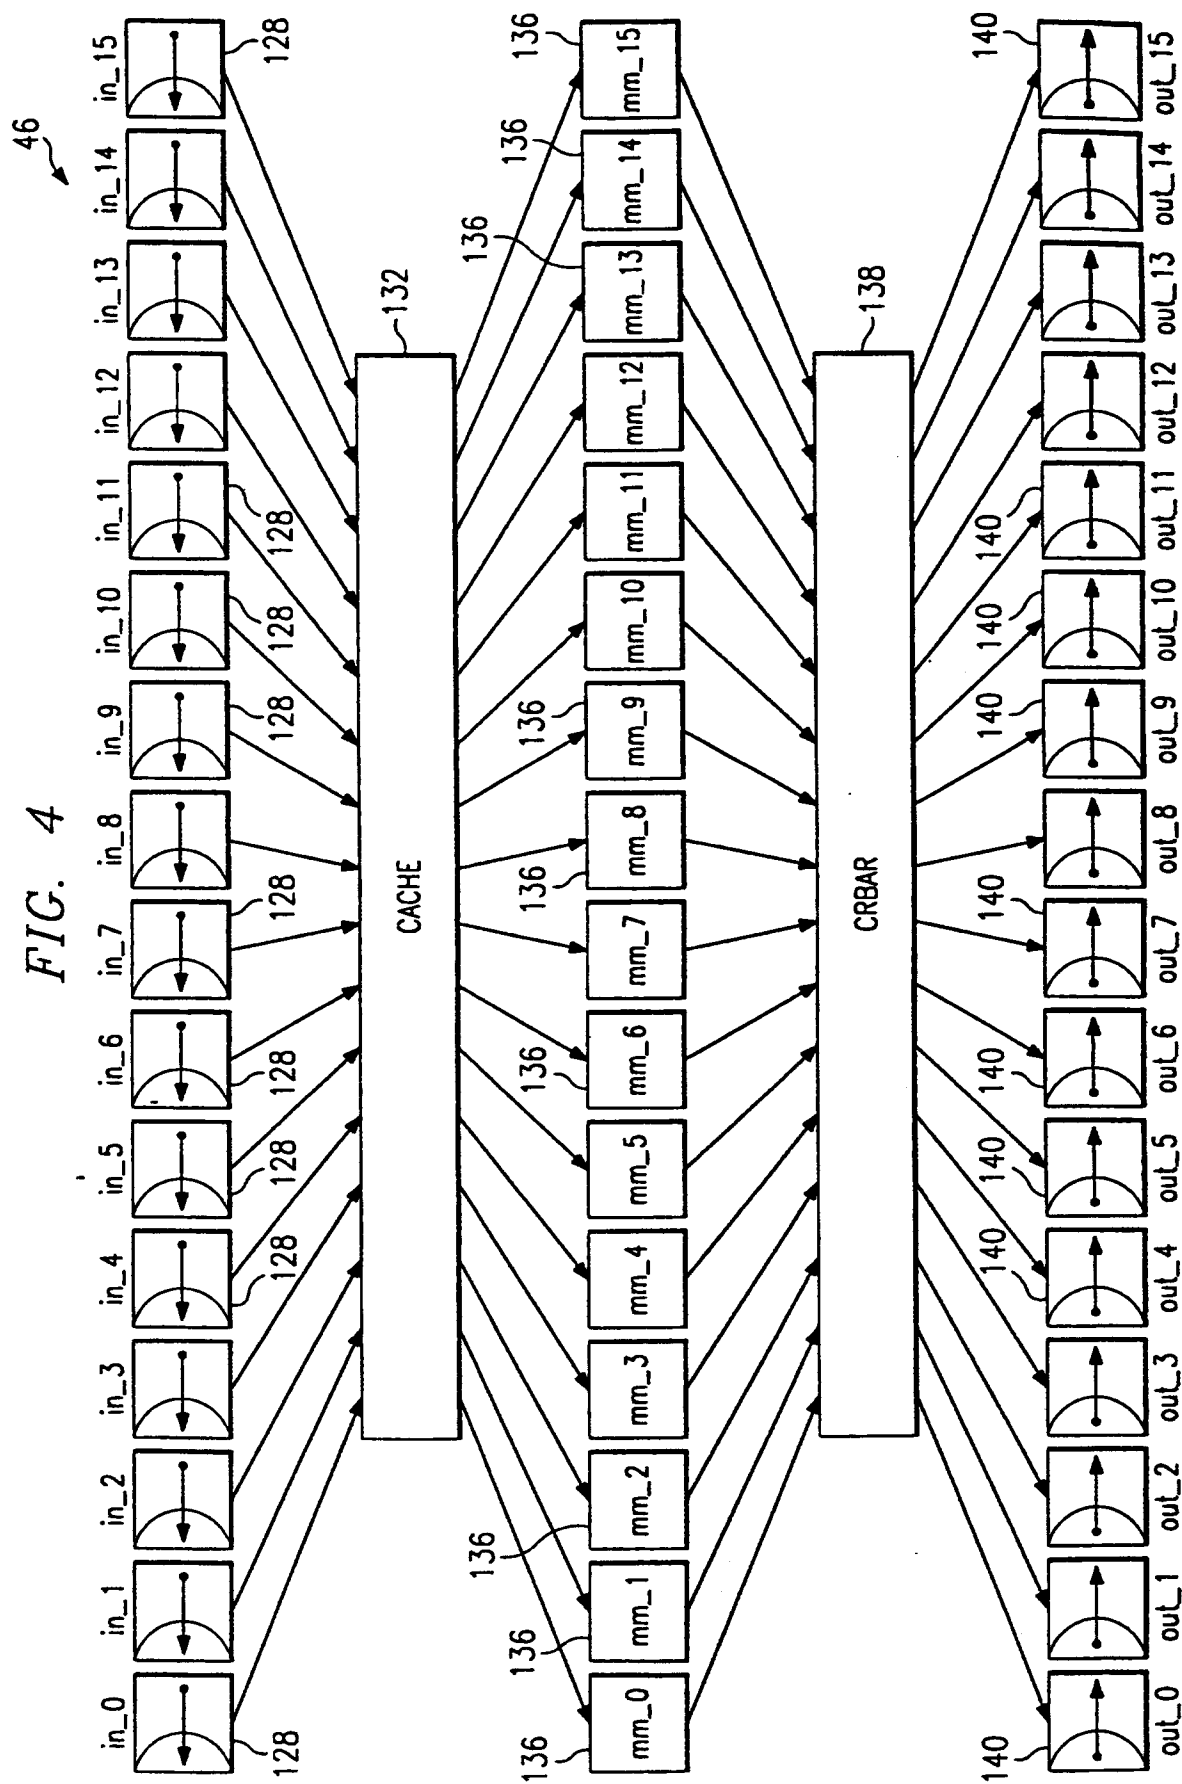 FIG. 4
46
in_0 in_1 in_2 in_3 in_4 in_5 in_6 in_7 in_8 in_9 in_10 in_11 in_12 in_13 in_14 in_15
128 128 128 128 128 128 128 128 128
132
CACHE
136 136 136 136 136 136 136 136 136
mm_0 mm_1 mm_2 mm_3 mm_4 mm_5 mm_6 mm_7 mm_8 mm_9 mm_10 mm_11 mm_12 mm_13 mm_14 mm_15
138
CRBAR
140 140 140 140 140 140 140 140 140
out_0 out_1 out_2 out_3 out_4 out_5 out_6 out_7 out_8 out_9 out_10 out_11 out_12 out_13 out_14 out_15